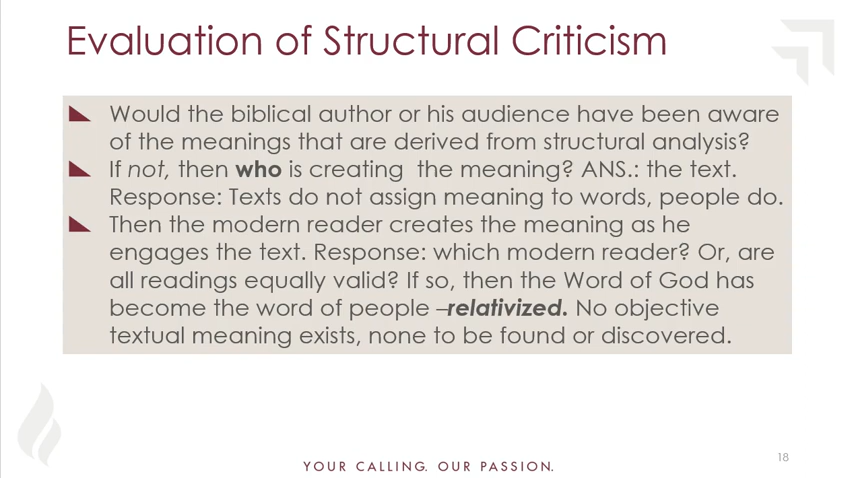 Evaluation of Structural Criticism
Would the biblical author or his audience have been aware
of the meanings that are derived from structural analysis?
If not, then who is creating  the meaning? ANS.: the text.
Response: Texts do not assign meaning to words, people do.
Then the modern reader creates the meaning as he
engages the text. Response: which modern reader? Or, are
all readings equally valid? If so, then the Word of God has
become the word of people –relativized. No objective
textual meaning exists, none to be found or discovered.
YOUR CALLING. OUR PASSION.
18